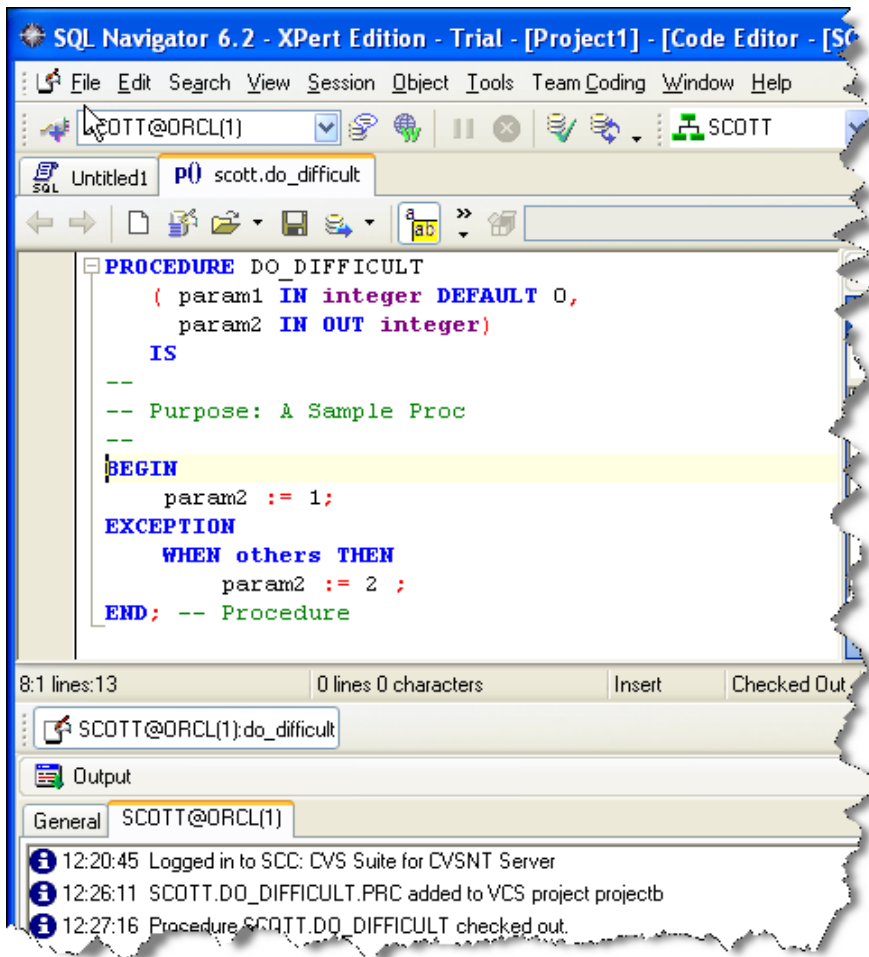 SQL Navigator 6.2 - XPert Edition - Trial - [Project1] - [Code Editor - [SC
File Edit Search View Session Object Tools Team Coding Window Help
SCOTT@ORCL(1) SCOTT
SQL Untitled1 P() scott.do_difficult
a ab »
PROCEDURE DO_DIFFICULT
( param1 IN integer DEFAULT 0,
param2 IN OUT integer)
IS
--
-- Purpose: A Sample Proc
--
BEGIN
param2 := 1;
EXCEPTION
WHEN others THEN
param2 := 2 ;
END; -- Procedure
8:1 lines:13 0 lines 0 characters Insert Checked Out
SCOTT@ORCL(1):do_difficult
Output
General SCOTT@ORCL(1)
12:20:45 Logged in to SCC: CVS Suite for CVSNT Server
12:26:11 SCOTT.DO_DIFFICULT.PRC added to VCS project projectb
12:27:16 Procedure SCOTT.DO_DIFFICULT checked out.